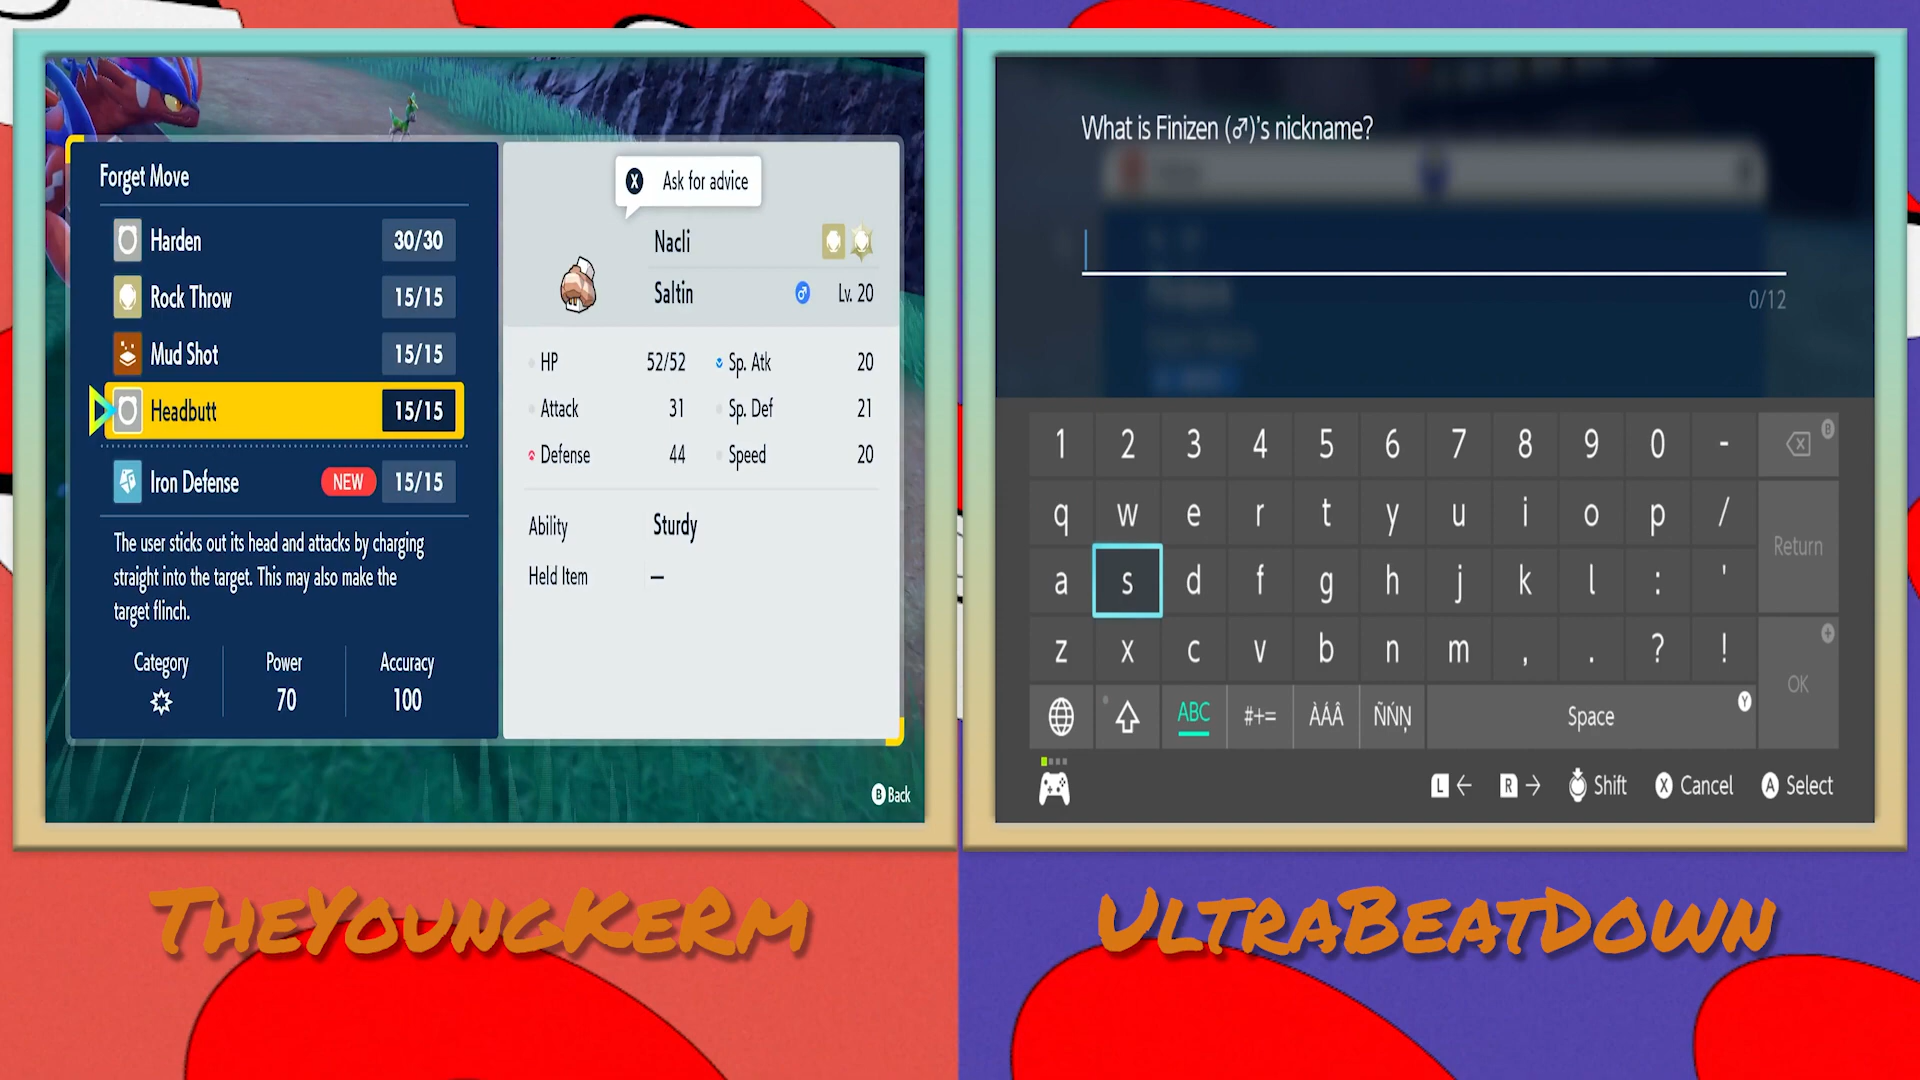 Forget Move
Harden 30/30
Rock Throw 15/15
Mud Shot 15/15
Headbutt 15/15
Iron Defense NEW 15/15
The user sticks out its head and attacks by charging
straight into the target. This may also make the
target flinch.
Category Power Accuracy
70 100
X Ask for advice
Nacli
Saltin ♂ Lv. 20
HP 52/52 Sp. Atk 20
Attack 31 Sp. Def 21
Defense 44 Speed 20
Ability Sturdy
Held Item —
B Back
What is Finizen (♂)'s nickname?
0/12
1 2 3 4 5 6 7 8 9 0 - B
q w e r t y u i o p / Return
a s d f g h j k l : '
z x c v b n m , . ? ! + OK
ABC #+= ÀÁÂ ÑŃṆ Space Y
L ← R → Shift X Cancel A Select
TheYoungKeRm
UltraBeatDown